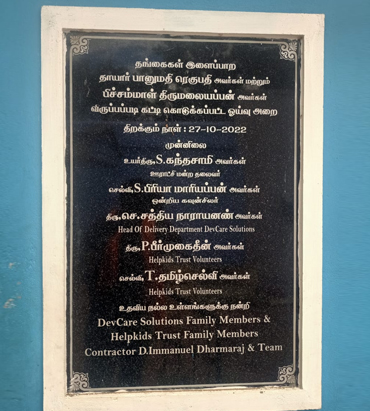 தங்கைகள் இளைப்பாற
தாயார் பானுமதி ரெகுபதி அவர்கள் மற்றும்
பிச்சம்மாள் திருமலையப்பன் அவர்கள்
விருப்பப்படி கட்டி கொடுக்கப்பட்ட ஓய்வு அறை
திறக்கும் நாள் : 27-10-2022
முன்னிலை
உயர்திரு.S.கந்தசாமி அவர்கள்
ஊராட்சி மன்ற தலைவர்
செல்வி.S.பிரியா மாரியப்பன் அவர்கள்
ஒன்றிய கவுன்சிலர்
திரு.செ.சத்திய நாராயணண் அவர்கள்
Head Of Delivery Department DevCare Solutions
திரு.P.பீர்முகைதீன் அவர்கள்
Helpkids Trust Volunteers
செல்வி.T.தமிழ்செல்வி அவர்கள்
Helpkids Trust Volunteers
உதவிய நல்ல உள்ளங்களுக்கு நன்றி
DevCare Solutions Family Members &
Helpkids Trust Family Members
Contractor D.Immanuel Dharmaraj & Team